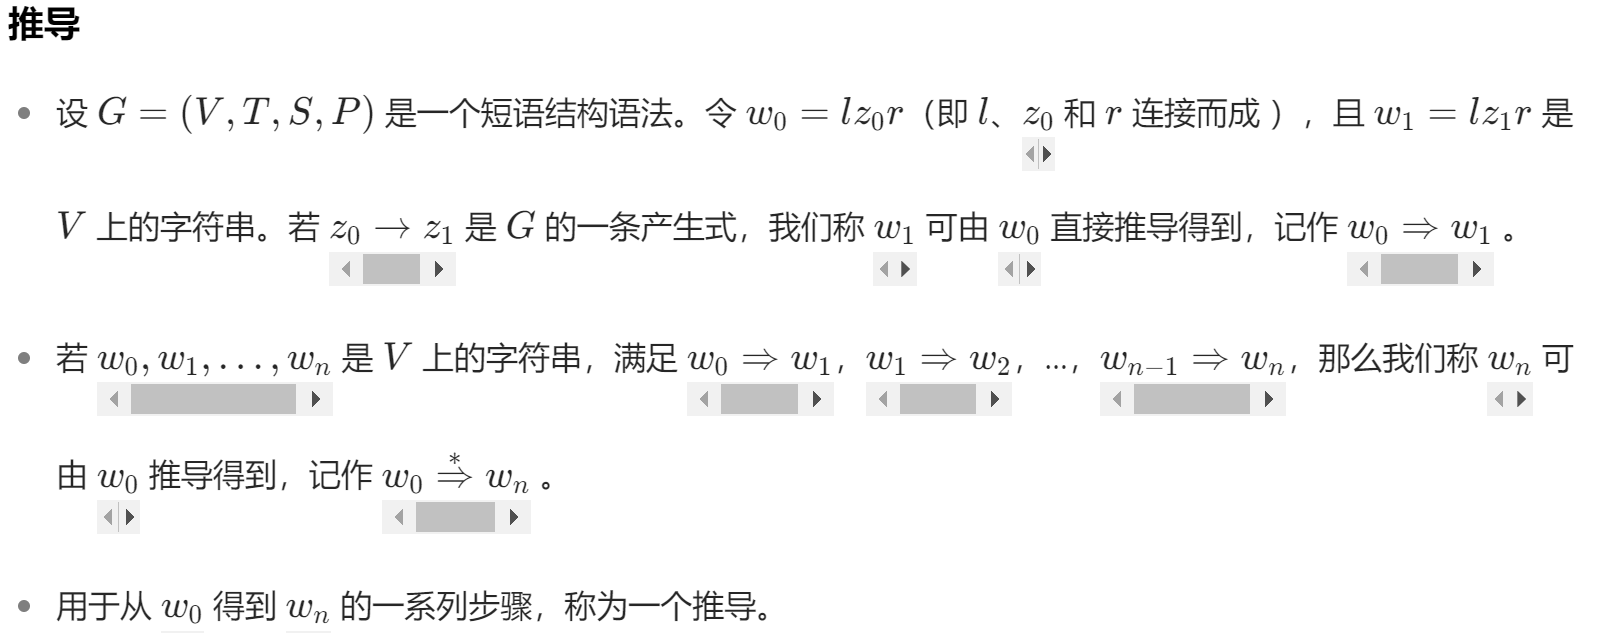 推导
设 G = (V, T, S, P) 是一个短语结构语法。令 w₀ = lz₀r（即 l、z₀ 和 r 连接而成 ），且 w₁ = lz₁r 是
V 上的字符串。若 z₀ → z₁ 是 G 的一条产生式，我们称 w₁ 可由 w₀ 直接推导得到，记作 w₀ ⇒ w₁ 。
若 w₀, w₁, . . . , wₙ 是 V 上的字符串，满足 w₀ ⇒ w₁，w₁ ⇒ w₂，...，wₙ₋₁ ⇒ wₙ，那么我们称 wₙ 可
由 w₀ 推导得到，记作 w₀ ⇒* wₙ 。
用于从 w₀ 得到 wₙ 的一系列步骤，称为一个推导。